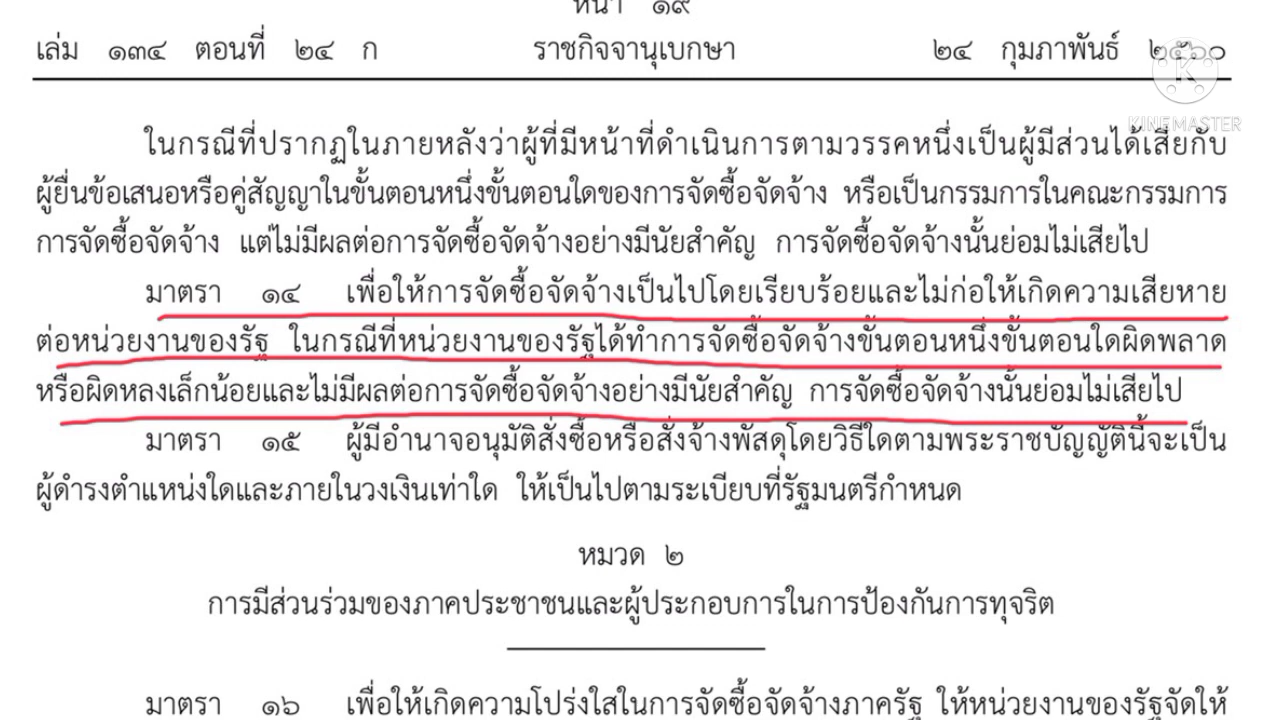 หน้า ๑๙
เล่ม ๑๓๔ ตอนที่ ๒๔ ก ราชกิจจานุเบกษา ๒๔ กุมภาพันธ์ ๒๕๖๐
KINEMASTER
ในกรณีที่ปรากฏในภายหลังว่าผู้ที่มีหน้าที่ดำเนินการตามวรรคหนึ่งเป็นผู้มีส่วนได้เสียกับ
ผู้ยื่นข้อเสนอหรือคู่สัญญาในขั้นตอนหนึ่งขั้นตอนใดของการจัดซื้อจัดจ้าง หรือเป็นกรรมการในคณะกรรมการ
การจัดซื้อจัดจ้าง แต่ไม่มีผลต่อการจัดซื้อจัดจ้างอย่างมีนัยสำคัญ การจัดซื้อจัดจ้างนั้นย่อมไม่เสียไป
มาตรา ๑๔ เพื่อให้การจัดซื้อจัดจ้างเป็นไปโดยเรียบร้อยและไม่ก่อให้เกิดความเสียหาย
ต่อหน่วยงานของรัฐ ในกรณีที่หน่วยงานของรัฐได้ทำการจัดซื้อจัดจ้างขั้นตอนหนึ่งขั้นตอนใดผิดพลาด
หรือผิดหลงเล็กน้อยและไม่มีผลต่อการจัดซื้อจัดจ้างอย่างมีนัยสำคัญ การจัดซื้อจัดจ้างนั้นย่อมไม่เสียไป
มาตรา ๑๕ ผู้มีอำนาจอนุมัติสั่งซื้อหรือสั่งจ้างพัสดุโดยวิธีใดตามพระราชบัญญัตินี้จะเป็น
ผู้ดำรงตำแหน่งใดและภายในวงเงินเท่าใด ให้เป็นไปตามระเบียบที่รัฐมนตรีกำหนด
หมวด ๒
การมีส่วนร่วมของภาคประชาชนและผู้ประกอบการในการป้องกันการทุจริต
มาตรา ๑๖ เพื่อให้เกิดความโปร่งใสในการจัดซื้อจัดจ้างภาครัฐ ให้หน่วยงานของรัฐจัดให้